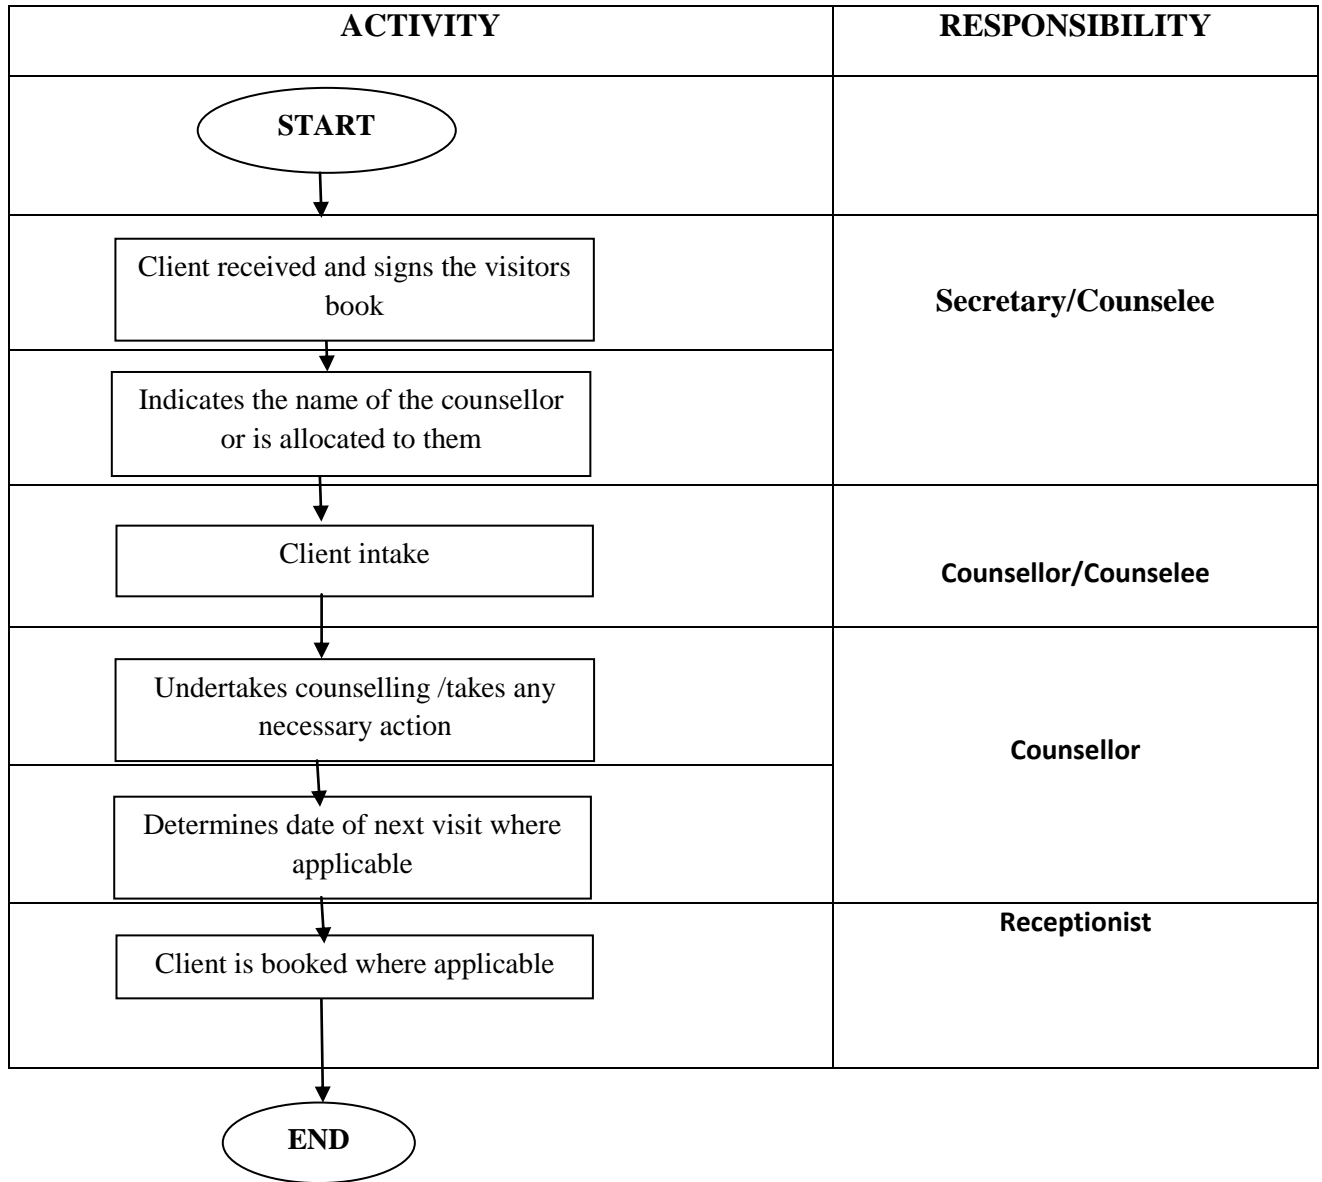 ACTIVITY
RESPONSIBILITY
START
Client received and signs the visitors
book
Secretary/Counselee
Indicates the name of the counsellor
or is allocated to them
Client intake
Counsellor/Counselee
Undertakes counselling /takes any
necessary action
Counsellor
Determines date of next visit where
applicable
Receptionist
Client is booked where applicable
END